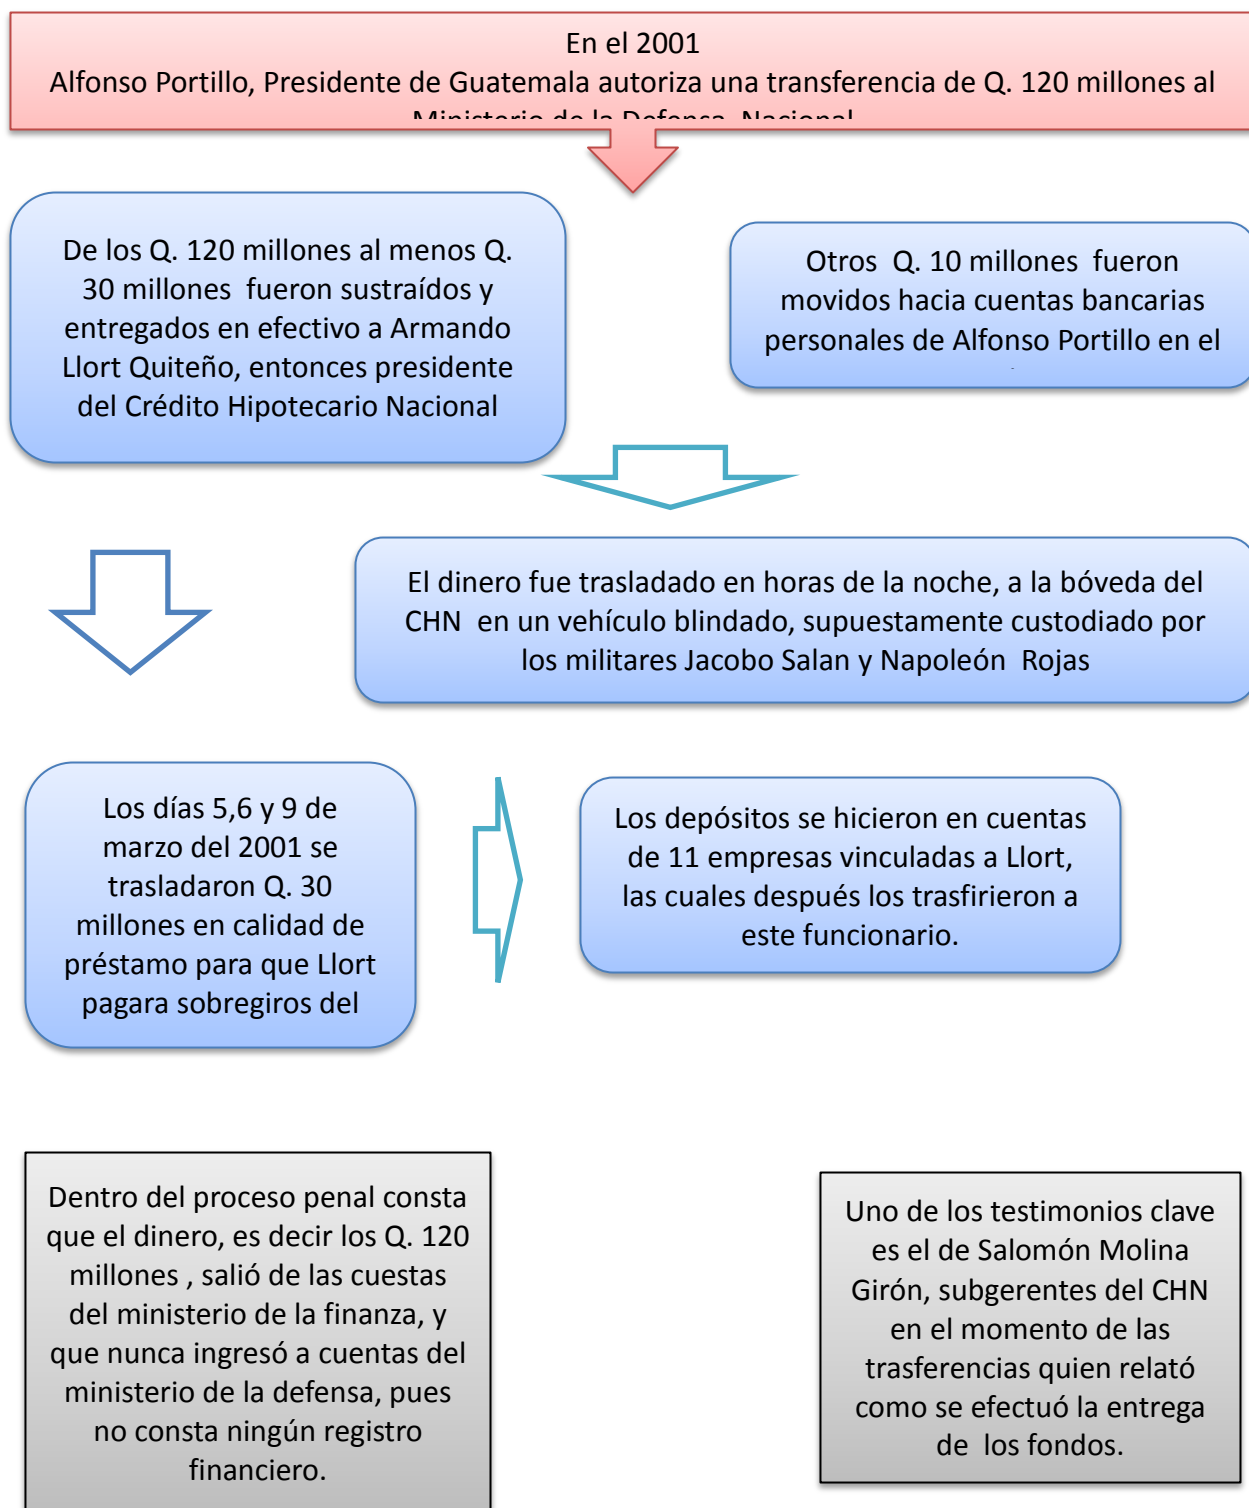 En el 2001
Alfonso Portillo, Presidente de Guatemala autoriza una transferencia de Q. 120 millones al
Ministerio de la Defensa Nacional
De los Q. 120 millones al menos Q.
30 millones fueron sustraídos y
entregados en efectivo a Armando
Llort Quiteño, entonces presidente
del Crédito Hipotecario Nacional
Otros Q. 10 millones fueron
movidos hacia cuentas bancarias
personales de Alfonso Portillo en el
El dinero fue trasladado en horas de la noche, a la bóveda del
CHN en un vehículo blindado, supuestamente custodiado por
los militares Jacobo Salan y Napoleón Rojas
Los días 5,6 y 9 de
marzo del 2001 se
trasladaron Q. 30
millones en calidad de
préstamo para que Llort
pagara sobregiros del
Los depósitos se hicieron en cuentas
de 11 empresas vinculadas a Llort,
las cuales después los trasfirieron a
este funcionario.
Dentro del proceso penal consta
que el dinero, es decir los Q. 120
millones , salió de las cuestas
del ministerio de la finanza, y
que nunca ingresó a cuentas del
ministerio de la defensa, pues
no consta ningún registro
financiero.
Uno de los testimonios clave
es el de Salomón Molina
Girón, subgerentes del CHN
en el momento de las
trasferencias quien relató
como se efectuó la entrega
de los fondos.